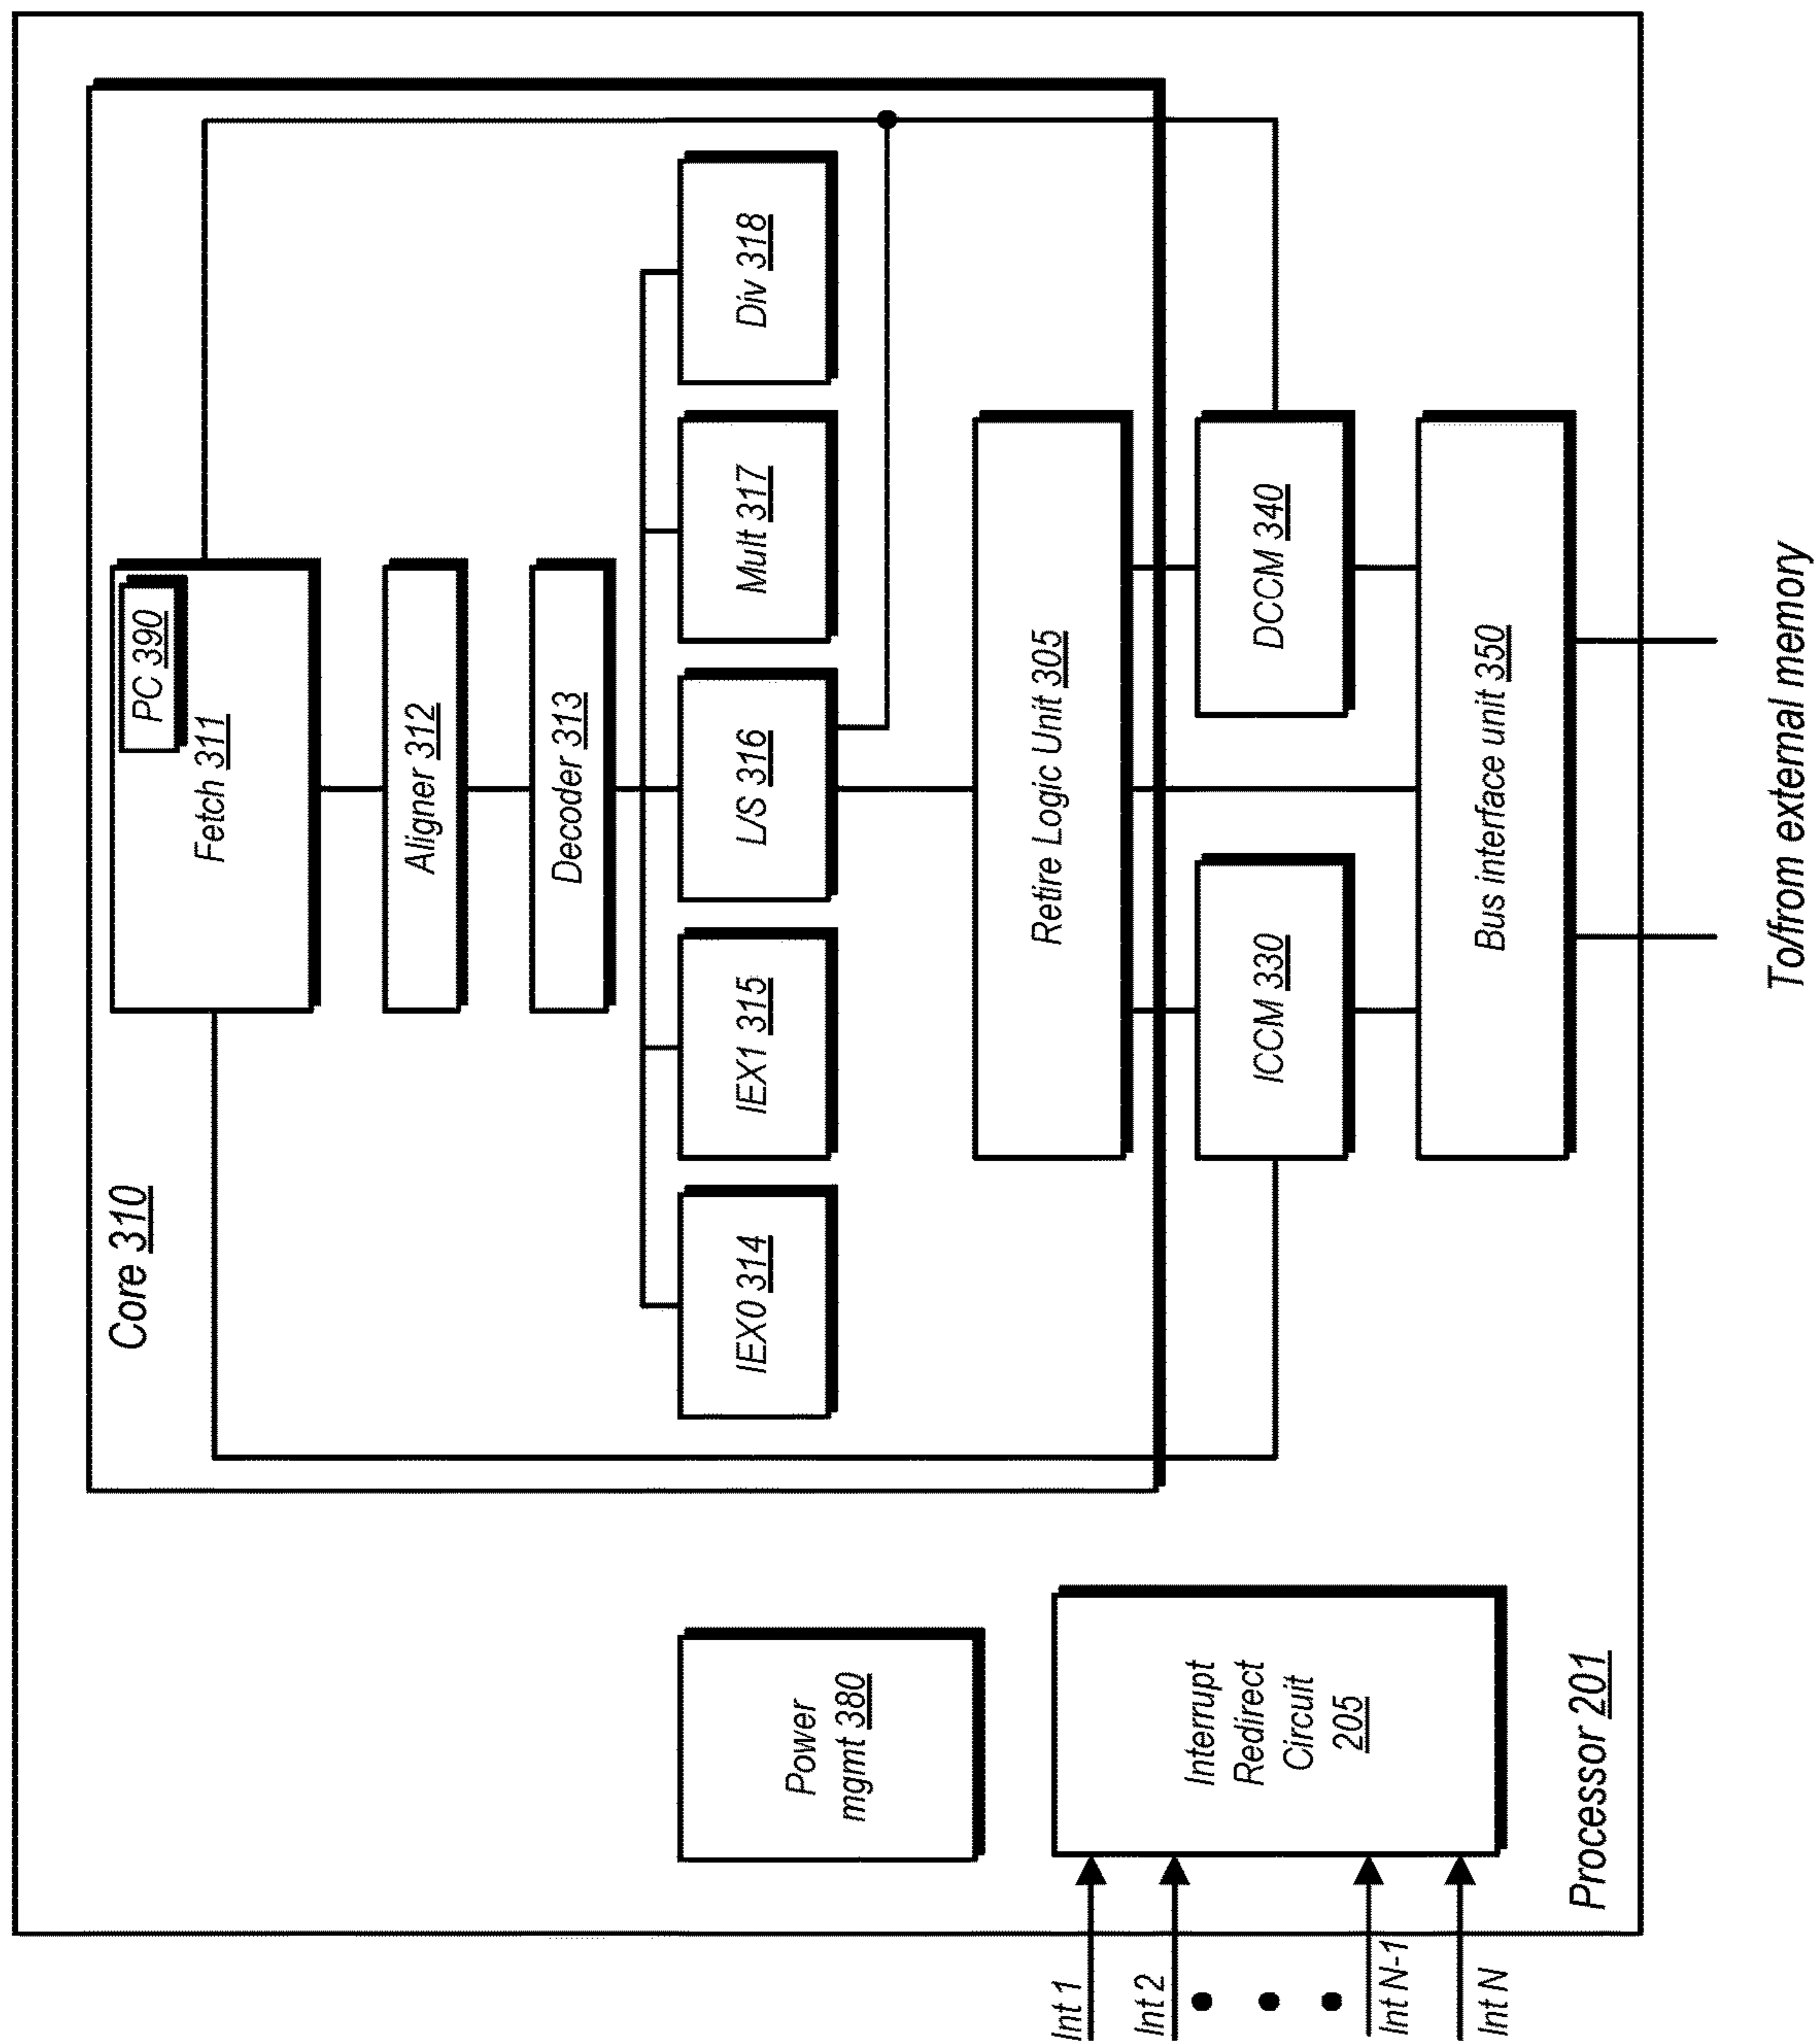 Core 310
PC 390
Fetch 311
Aligner 312
Decoder 313
IEX0 314
IEX1 315
L/S 316
Mult 317
Div 318
Power
mgmt 380
Retire Logic Unit 305
Interrupt
Redirect
Circuit
205
Int 1
Int 2
Int N-1
Int N
ICCM 330
DCCM 340
Bus interface unit 350
Processor 201
To/from external memory